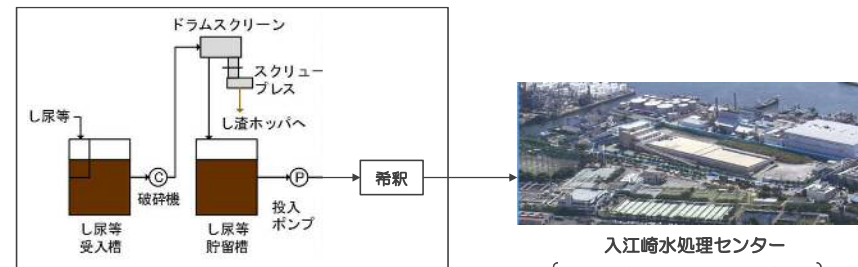 ドラムスクリーン
スクリュー
プレス
し尿等
し渣ホッパへ
C
破砕機
P
希釈
投入
ポンプ
し尿等
受入槽
し尿等
貯留槽
入江崎水処理センター